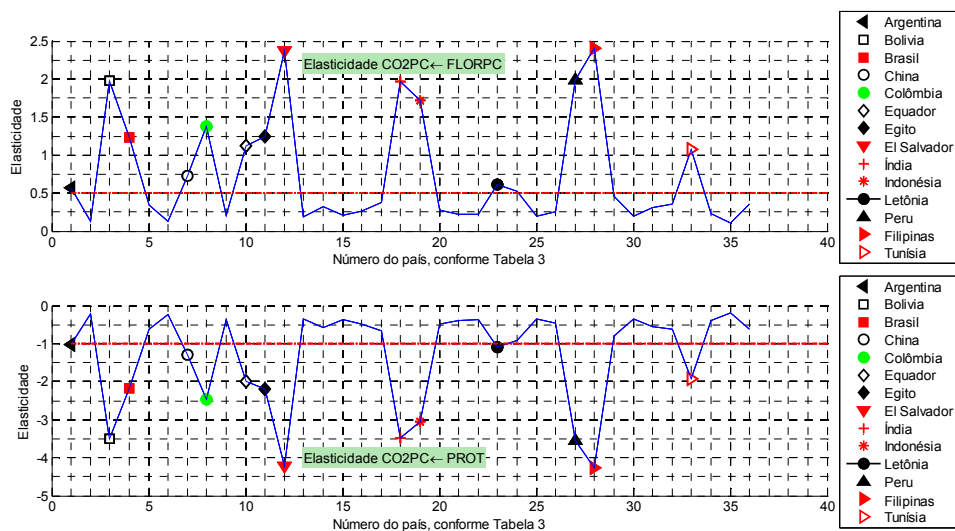 Elasticidade
2.5
2
1.5
1
0.5
0
0 5 10 15 20 25 30 35 40
Elasticidade CO2PC← FLORPC
Número do país, conforme Tabela 3
Argentina
Bolivia
Brasil
China
Colômbia
Equador
Egito
El Salvador
Índia
Indonésia
Letônia
Peru
Filipinas
Tunísia
Elasticidade
0
-1
-2
-3
-4
-5
0 5 10 15 20 25 30 35 40
Elasticidade CO2PC← PROT
Número do país, conforme Tabela 3
Argentina
Bolivia
Brasil
China
Colômbia
Equador
Egito
El Salvador
Índia
Indonésia
Letônia
Peru
Filipinas
Tunísia